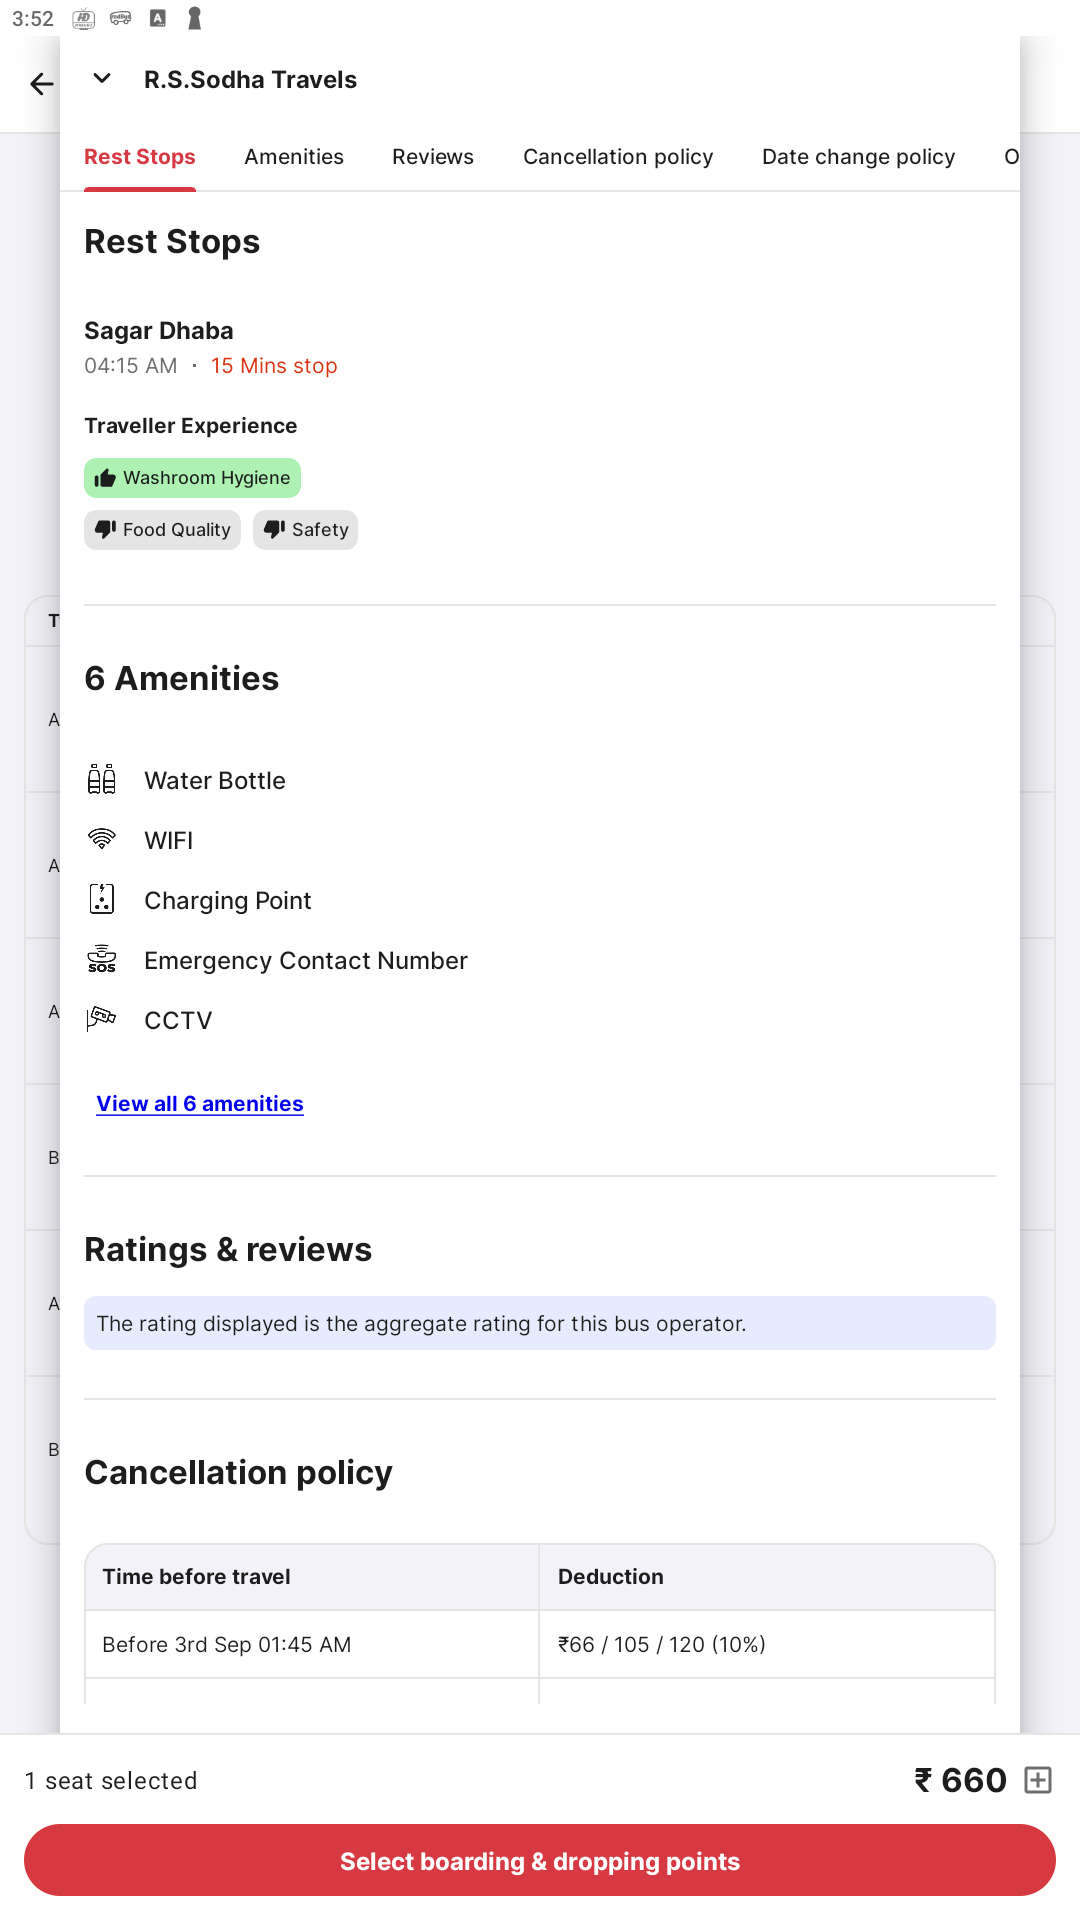 3:52
R.S.Sodha Travels
Rest Stops
Amenities
Reviews
Cancellation policy
Date change policy
O
Rest Stops
Sagar Dhaba
04:15 AM · 15 Mins stop
Traveller Experience
Washroom Hygiene
Food Quality
Safety
6 Amenities
Water Bottle
WIFI
Charging Point
SOS
Emergency Contact Number
CCTV
View all 6 amenities
Ratings & reviews
The rating displayed is the aggregate rating for this bus operator.
Cancellation policy
Time before travel
Deduction
Before 3rd Sep 01:45 AM
₹66 / 105 / 120 (10%)
1 seat selected
₹ 660
Select boarding & dropping points